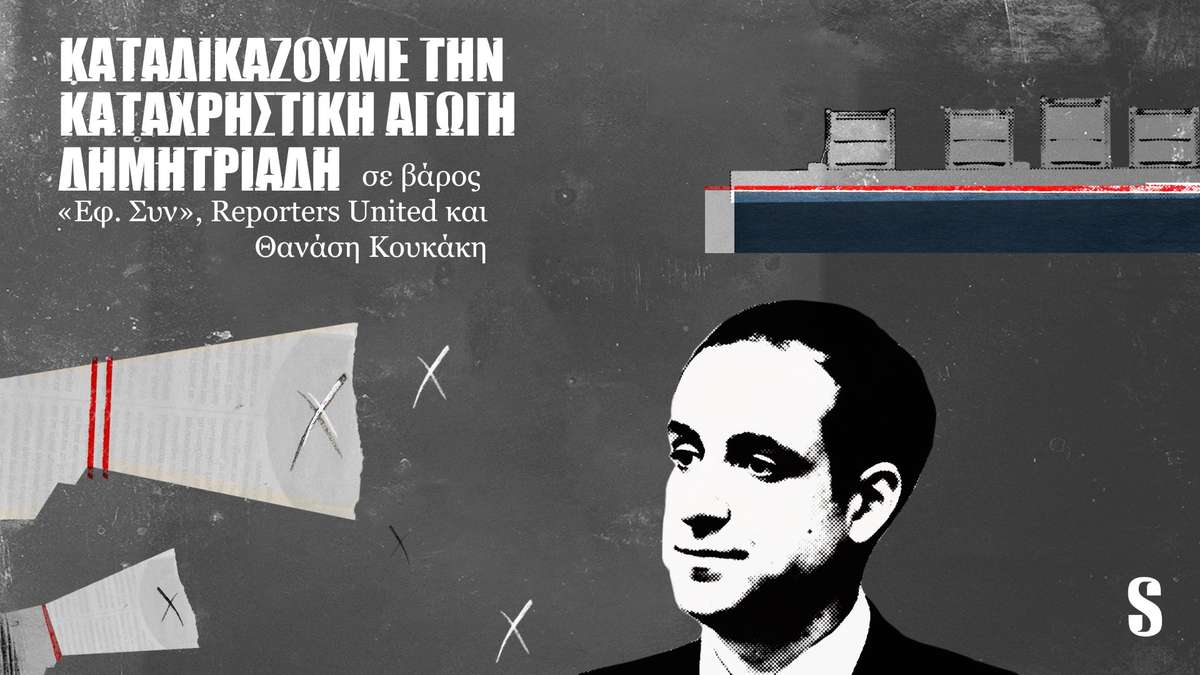 ΚΑΤΑΔΙΚΑΖΟΥΜΕ ΤΗΝ
ΚΑΤΑΧΡΗΣΤΙΚΗ ΑΓΩΓΗ
ΔΗΜΗΤΡΙΑΔΗ σε βάρος
«Εφ. Συν», Reporters United και
Θανάση Κουκάκη
S